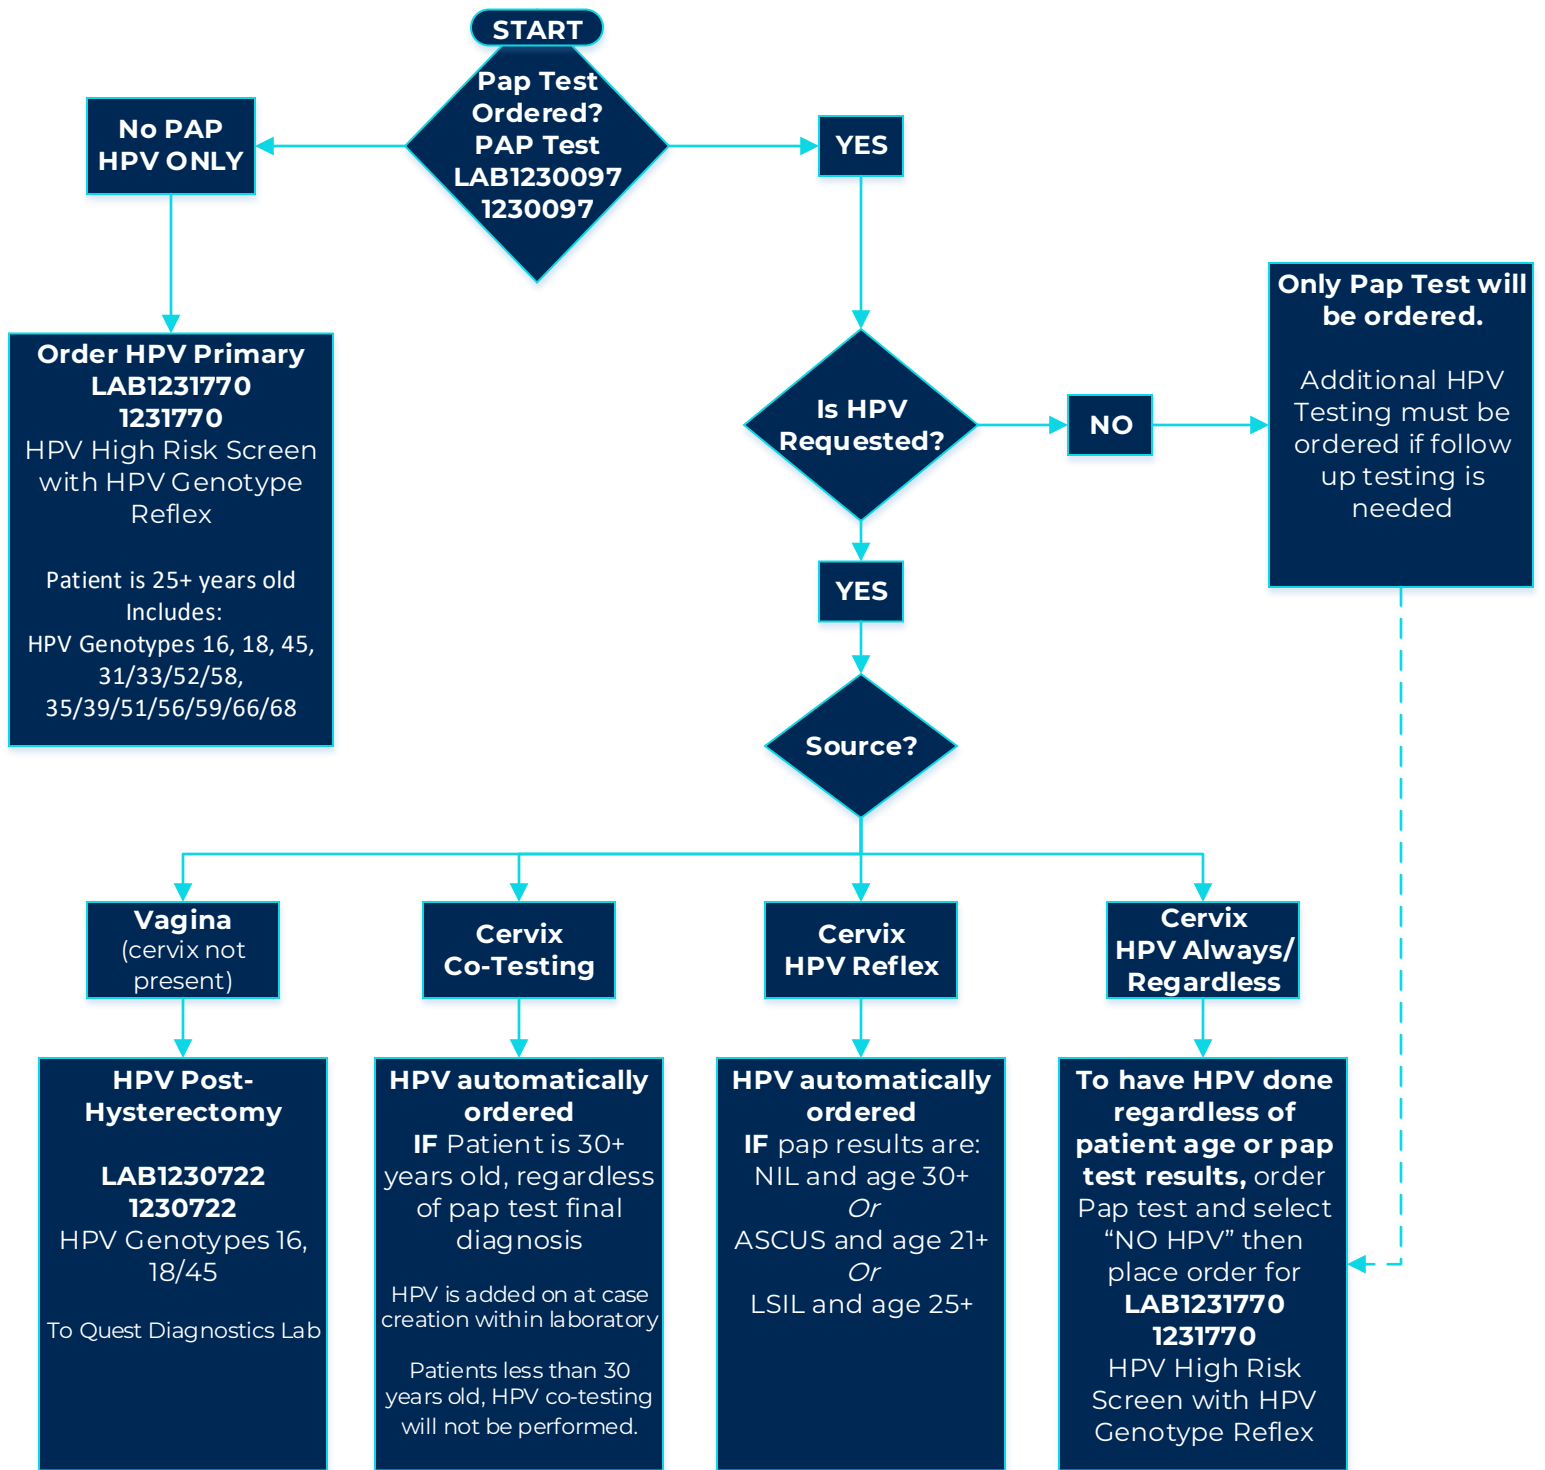 START
Pap Test
Ordered?
PAP Test
LAB1230097
1230097
No PAP
HPV ONLY
YES
Order HPV Primary
LAB1231770
1231770
HPV High Risk Screen
with HPV Genotype
Reflex
Patient is 25+ years old
Includes:
HPV Genotypes 16, 18, 45,
31/33/52/58,
35/39/51/56/59/66/68
Is HPV
Requested?
NO
Only Pap Test will
be ordered.
Additional HPV
Testing must be
ordered if follow
up testing is
needed
YES
Source?
Vagina
(cervix not
present)
HPV Post-
Hysterectomy
LAB1230722
1230722
HPV Genotypes 16,
18/45
To Quest Diagnostics Lab
Cervix
Co-Testing
HPV automatically
ordered
IF Patient is 30+
years old, regardless
of pap test final
diagnosis
HPV is added on at case
creation within laboratory
Patients less than 30
years old, HPV co-testing
will not be performed.
Cervix
HPV Reflex
HPV automatically
ordered
IF pap results are:
NIL and age 30+
Or
ASCUS and age 21+
Or
LSIL and age 25+
Cervix
HPV Always/
Regardless
To have HPV done
regardless of
patient age or pap
test results, order
Pap test and select
“NO HPV” then
place order for
LAB1231770
1231770
HPV High Risk
Screen with HPV
Genotype Reflex